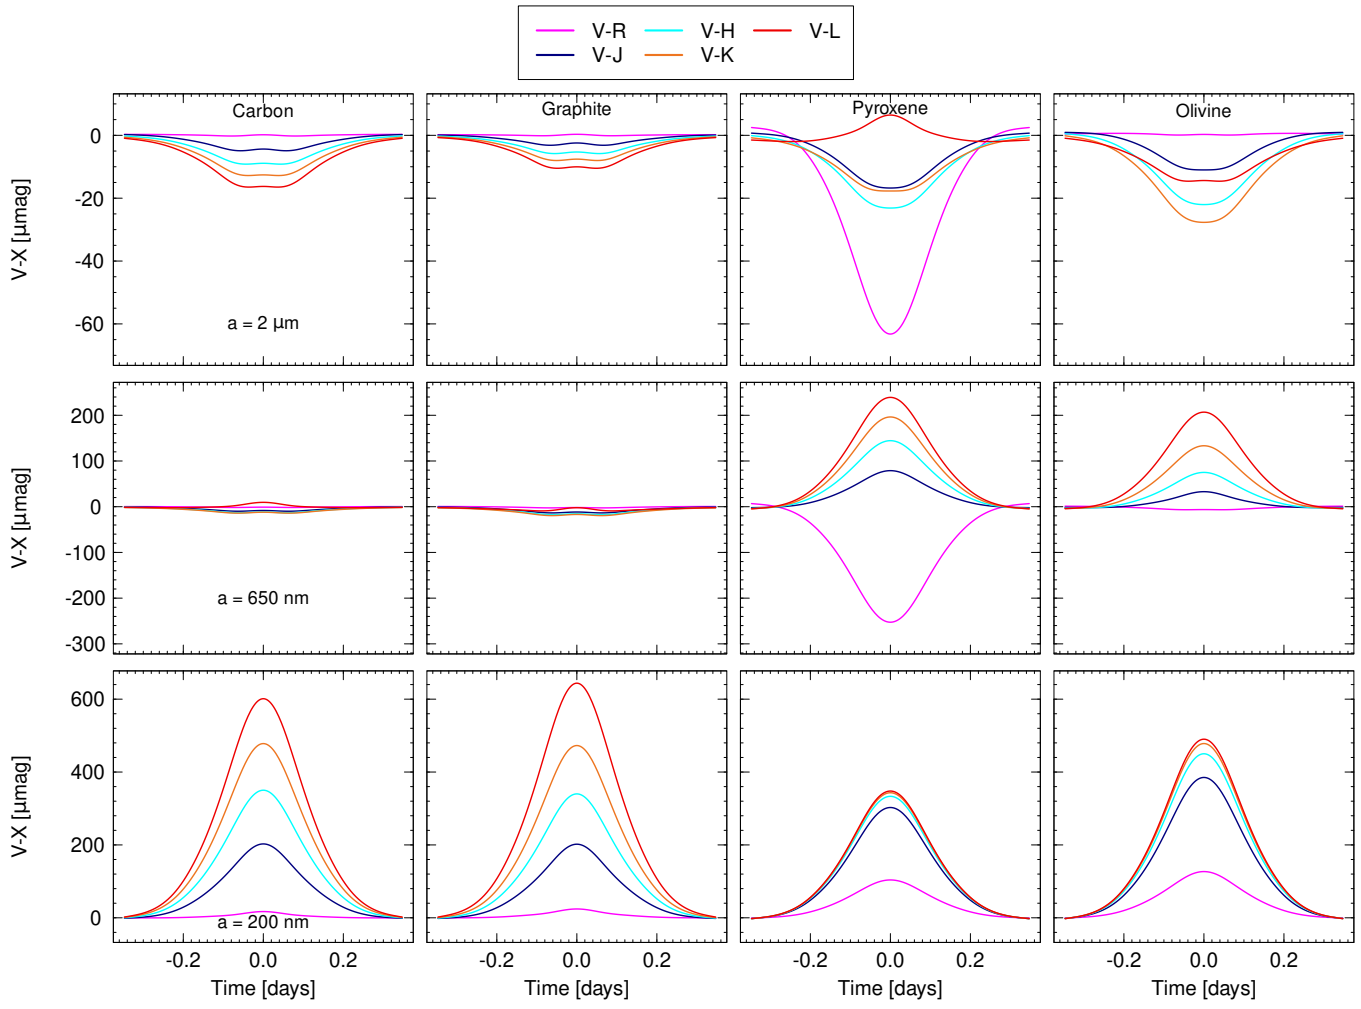 V-R V-H V-L
V-J V-K
Carbon Graphite Pyroxene Olivine
0
-20
-40
-60
V-X [µmag]
a = 2 µm
200
100
0
-100
-200
-300
V-X [µmag]
a = 650 nm
600
400
200
0
V-X [µmag]
a = 200 nm
-0.2 0.0 0.2 -0.2 0.0 0.2 -0.2 0.0 0.2 -0.2 0.0 0.2
Time [days] Time [days] Time [days] Time [days]